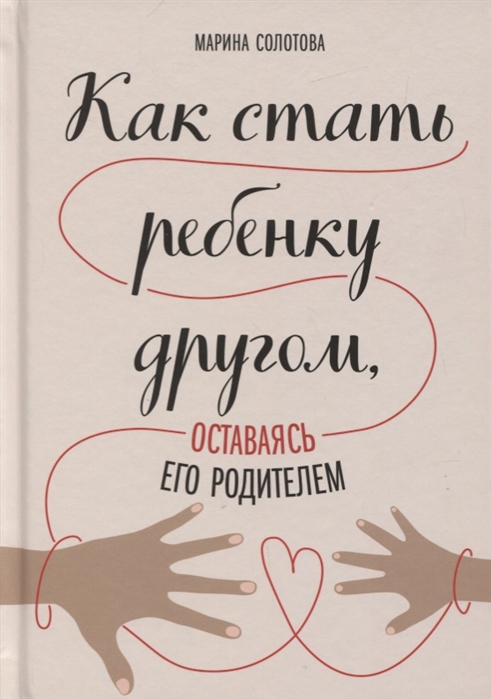 МАРИНА СОЛОТОВА
Как стать
ребенку
другом,
ОСТАВАЯСЬ
ЕГО РОДИТЕЛЕМ